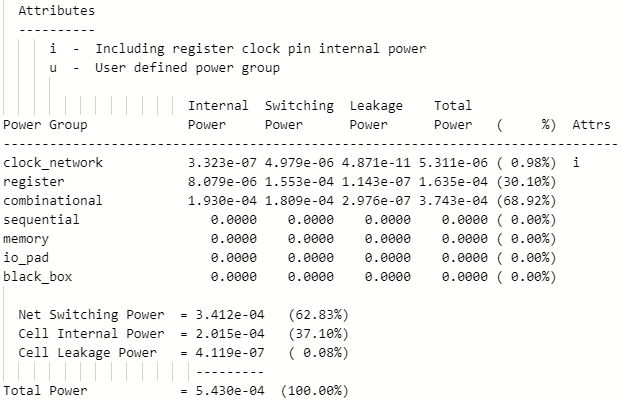 Attributes
----------
i  -  Including register clock pin internal power
u  -  User defined power group
Internal  Switching  Leakage    Total
Power Group             Power     Power      Power      Power   (     %)  Attrs
--------------------------------------------------------------------------------
clock_network           3.323e-07 4.979e-06 4.871e-11 5.311e-06 ( 0.98%)  i
register                8.079e-06 1.553e-04 1.143e-07 1.635e-04 (30.10%)
combinational           1.930e-04 1.809e-04 2.976e-07 3.743e-04 (68.92%)
sequential                 0.0000    0.0000    0.0000    0.0000 ( 0.00%)
memory                     0.0000    0.0000    0.0000    0.0000 ( 0.00%)
io_pad                     0.0000    0.0000    0.0000    0.0000 ( 0.00%)
black_box                  0.0000    0.0000    0.0000    0.0000 ( 0.00%)
Net Switching Power  = 3.412e-04   (62.83%)
Cell Internal Power  = 2.015e-04   (37.10%)
Cell Leakage Power   = 4.119e-07   ( 0.08%)
---------
Total Power            = 5.430e-04  (100.00%)